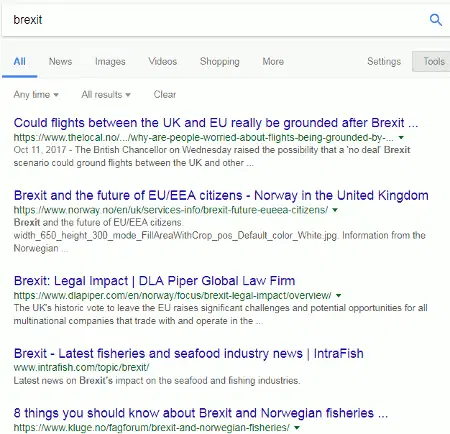 brexit
All News Images Videos Shopping More Settings Tools
Any time All results Clear
Could flights between the UK and EU really be grounded after Brexit ...
https://www.thelocal.no/.../why-are-people-worried-about-flights-being-grounded-by-...
Oct 11, 2017 - The British Chancellor on Wednesday raised the possibility that a 'no deal' Brexit
scenario could ground flights between the UK and other ...
Brexit and the future of EU/EEA citizens - Norway in the United Kingdom
https://www.norway.no/en/uk/services-info/brexit-future-eueea-citizens/
Brexit and the future of EU/EEA citizens.
width_650_height_300_mode_FillAreaWithCrop_pos_Default_color_White.jpg. Information from the
Norwegian ...
Brexit: Legal Impact | DLA Piper Global Law Firm
https://www.dlapiper.com/en/norway/focus/brexit-legal-impact/overview/
The UK's historic vote to leave the EU raises significant challenges and potential opportunities for all
multinational companies that trade with and operate in the ...
Brexit - Latest fisheries and seafood industry news | IntraFish
www.intrafish.com/topic/brexit/
Latest news on Brexit's impact on the seafood and fishing industries.
8 things you should know about Brexit and Norwegian fisheries ...
https://www.kluge.no/fagforum/brexit-and-norwegian-fisheries/